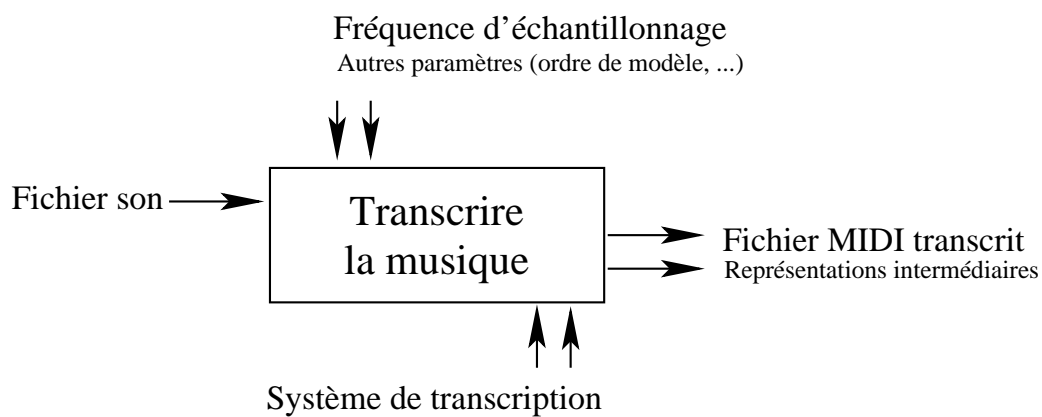 Fréquence d'échantillonnage
Autres paramètres (ordre de modèle, ...)
Fichier son
Transcrire
la musique
Fichier MIDI transcrit
Représentations intermédiaires
Système de transcription